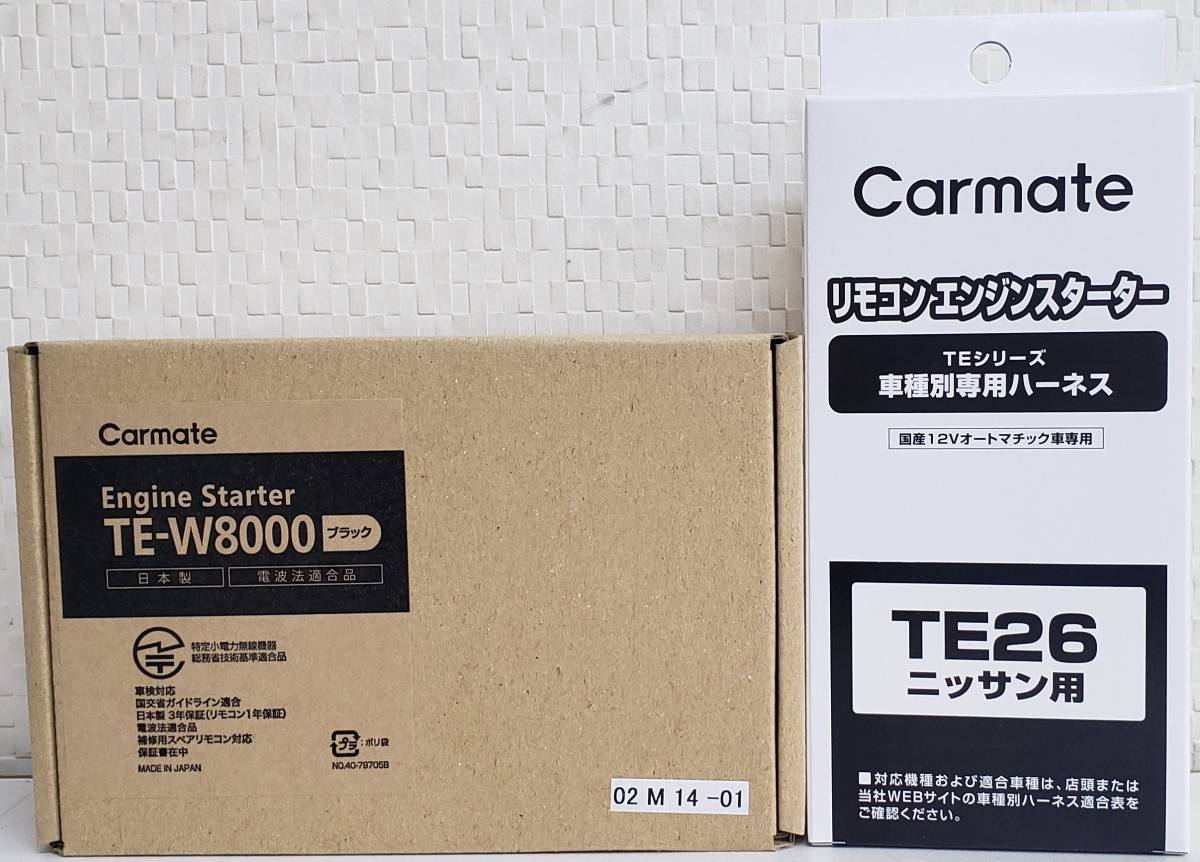 Carmate
Engine Starter
TE-W8000 ブラック
日本製 電波法適合品
特定小電力無線機器
総務省技術基準適合品
車検対応
国交省ガイドライン適合
日本製 3年保証(リモコン1年保証)
電波法適合品
補修用スペアリモコン対応
保証書在中
MADE IN JAPAN
プラ :ポリ袋
NO.40-79705B
02 M 14 -01
Carmate
リモコン エンジンスターター
TEシリーズ
車種別専用ハーネス
国産12Vオートマチック車専用
TE26
ニッサン用
■対応機種および適合車種は、店頭または
当社WEBサイトの車種別ハーネス適合表を
ご確認ください。